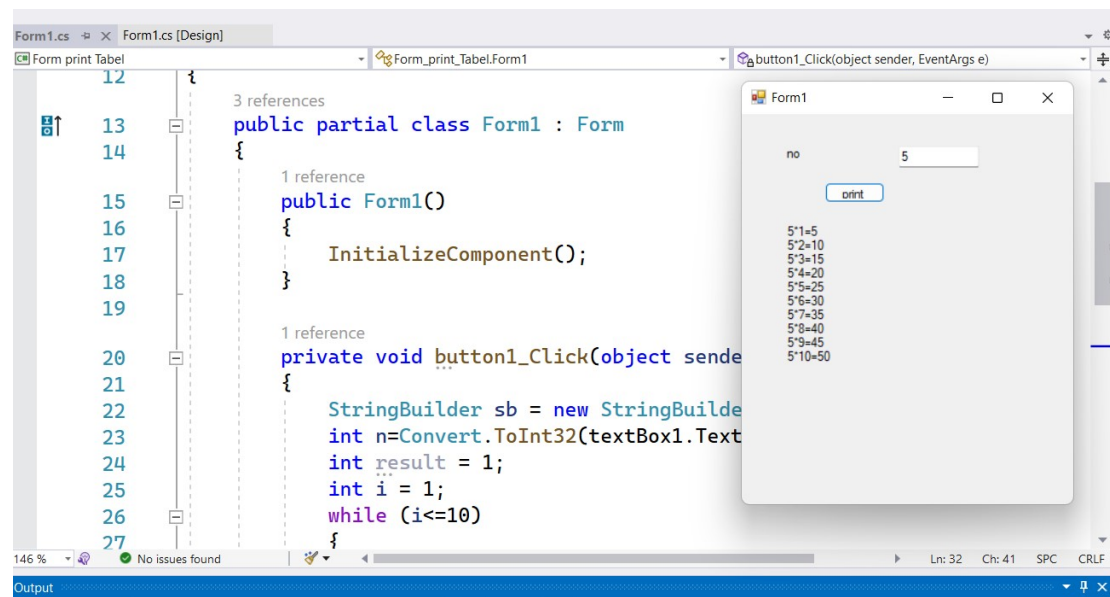 Form1.cs Form1.cs [Design]
Form print Tabel Form_print_Tabel.Form1 button1_Click(object sender, EventArgs e)
12 {
3 references
13 public partial class Form1 : Form
14 {
1 reference
15 public Form1()
16 {
17 InitializeComponent();
18 }
19
1 reference
20 private void button1_Click(object sende
21 {
22 StringBuilder sb = new StringBuilde
23 int n=Convert.ToInt32(textBox1.Text
24 int result = 1;
25 int i = 1;
26 while (i<=10)
27 {
Form1
no 5
print
5*1=5
5*2=10
5*3=15
5*4=20
5*5=25
5*6=30
5*7=35
5*8=40
5*9=45
5*10=50
146 % No issues found Ln: 32 Ch: 41 SPC CRLF
Output